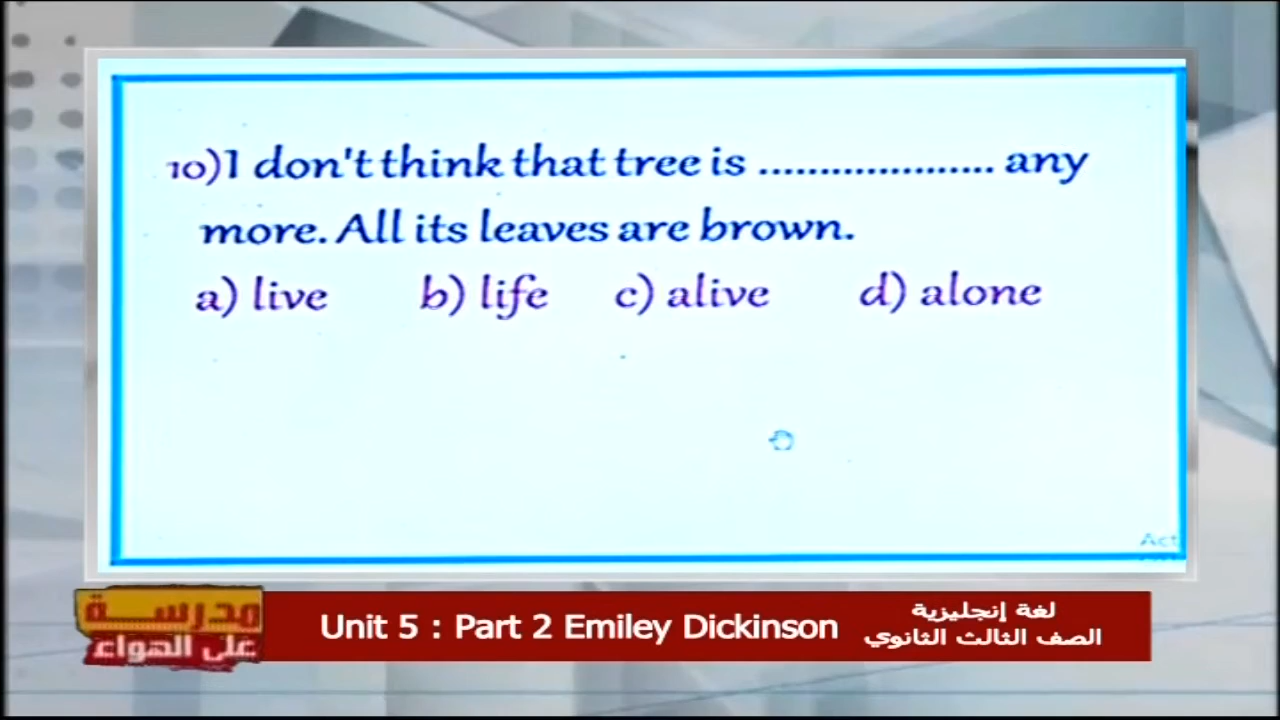 10) I don't think that tree is ................... any
more. All its leaves are brown.
a) live b) life c) alive d) alone
Act
مدرسة
على الهواء
Unit 5 : Part 2 Emiley Dickinson
لغة إنجليزية
الصف الثالث الثانوي